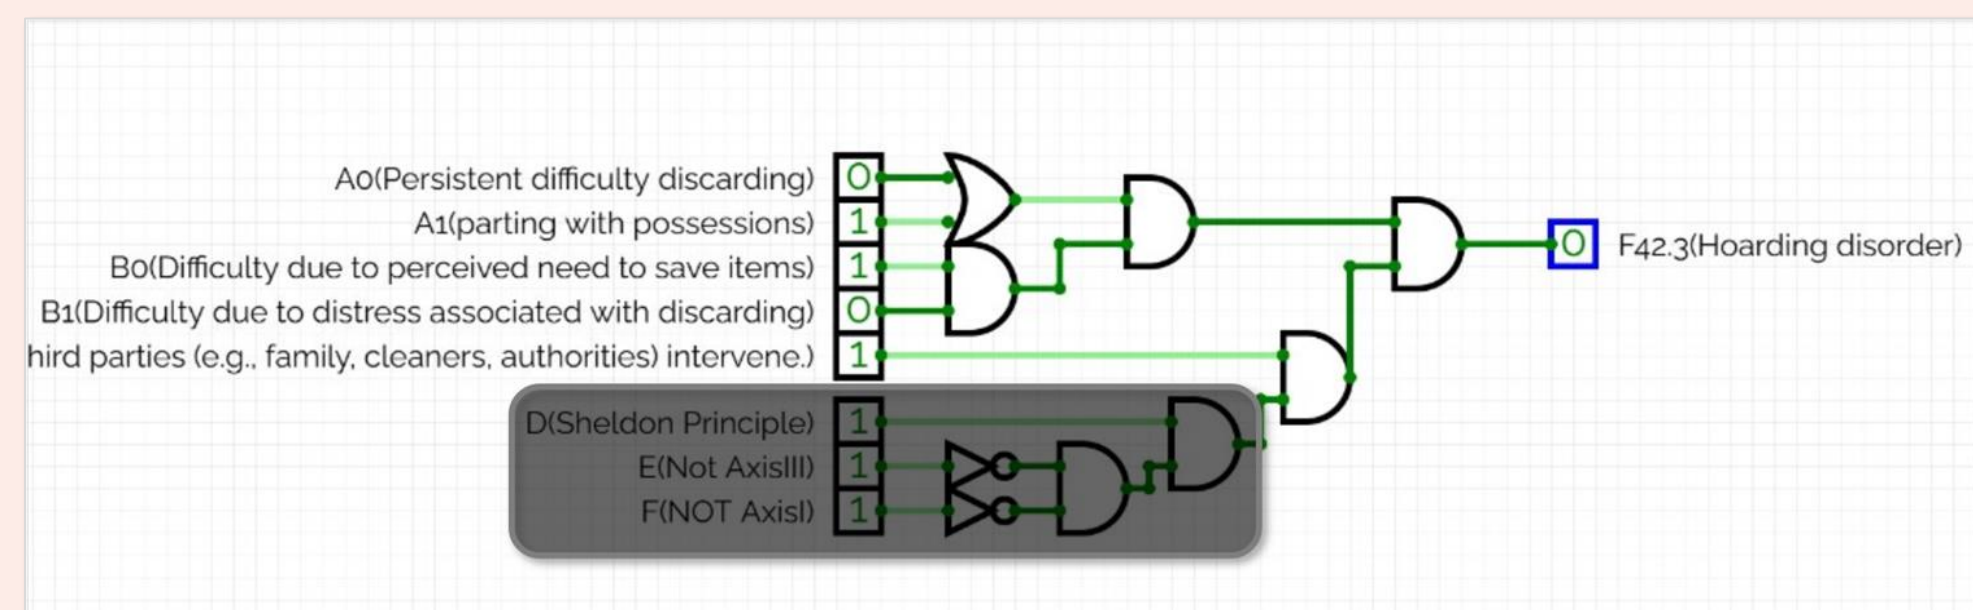 A0(Persistent difficulty discarding) 0
A1(parting with possessions) 1
B0(Difficulty due to perceived need to save items) 1
B1(Difficulty due to distress associated with discarding) 0
hird parties (e.g., family, cleaners, authorities) intervene.) 1
D(Sheldon Principle) 1
E(Not AxisIII) 1
F(NOT AxisI) 1
0 F42.3(Hoarding disorder)